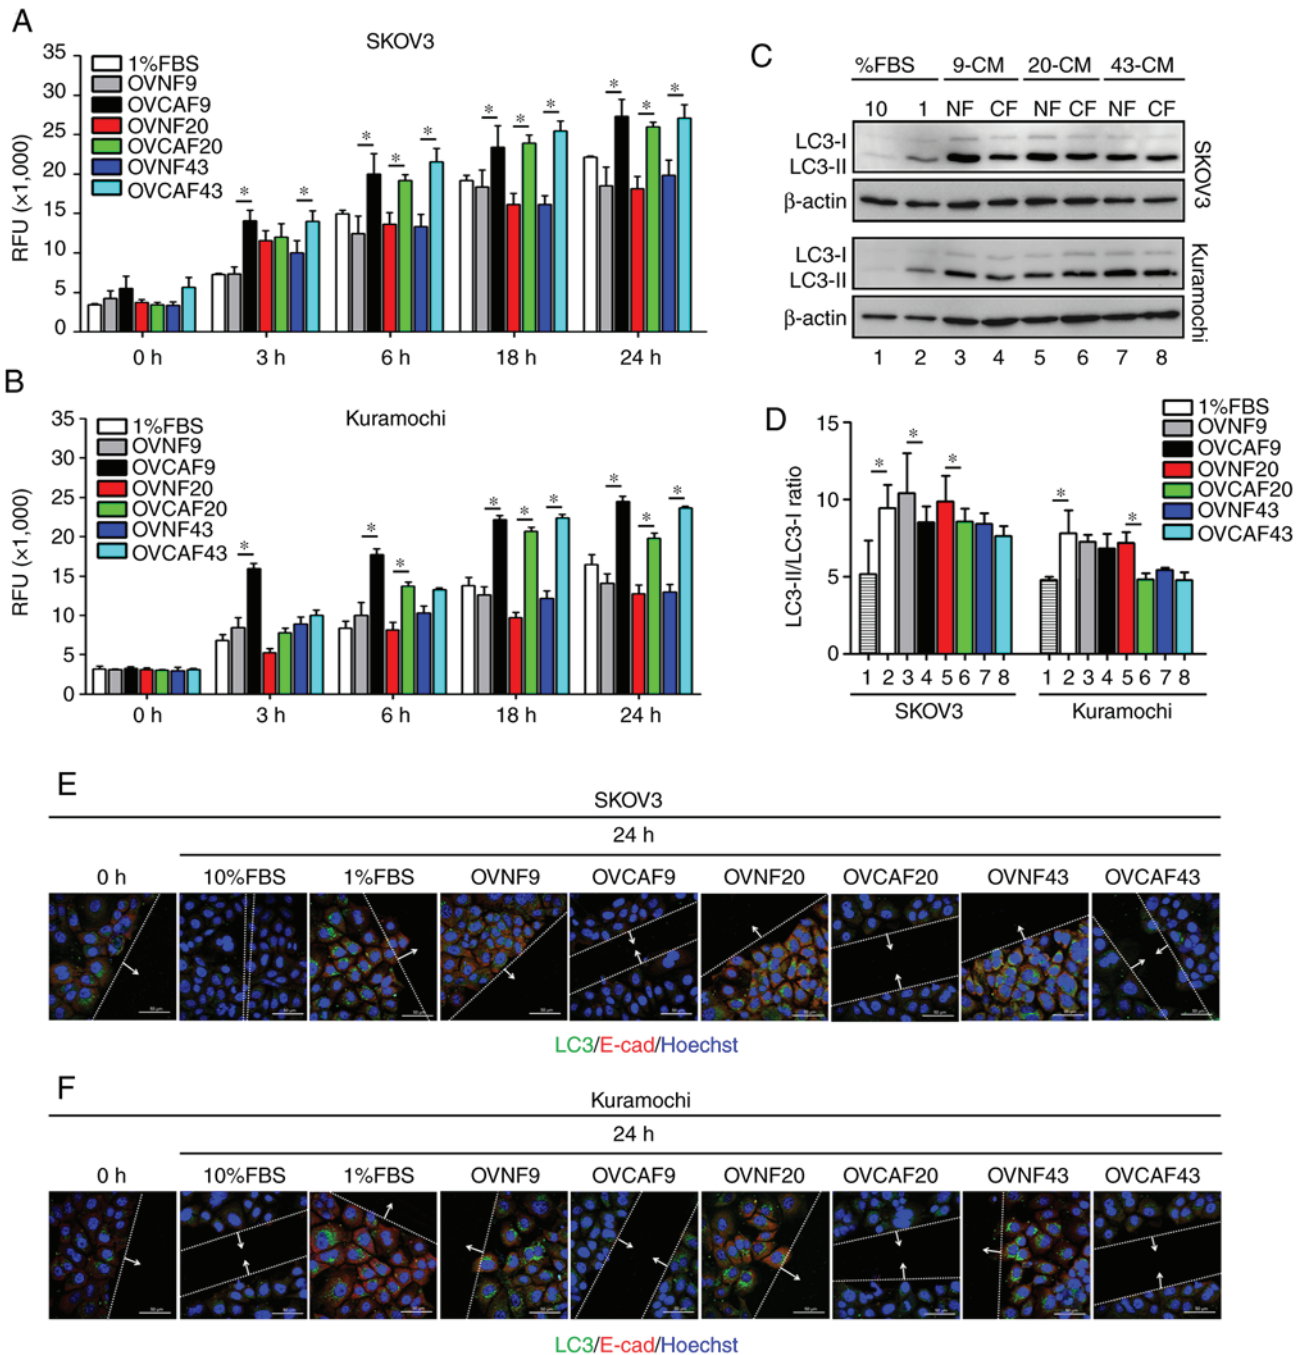 A
SKOV3
RFU (×1,000)
35
30
25
20
15
10
5
0
1%FBS
OVNF9
OVCAF9
OVNF20
OVCAF20
OVNF43
OVCAF43
* * * * * * * * * * *
0 h 3 h 6 h 18 h 24 h
B
Kuramochi
RFU (×1,000)
35
30
25
20
15
10
5
0
1%FBS
OVNF9
OVCAF9
OVNF20
OVCAF20
OVNF43
OVCAF43
* * * * * * * * *
0 h 3 h 6 h 18 h 24 h
C
%FBS 9-CM 20-CM 43-CM
10 1 NF CF NF CF NF CF
LC3-I
LC3-II
β-actin
SKOV3
LC3-I
LC3-II
β-actin
Kuramochi
1 2 3 4 5 6 7 8
D
LC3-II/LC3-I ratio
15
10
5
0
1%FBS
OVNF9
OVCAF9
OVNF20
OVCAF20
OVNF43
OVCAF43
* * * * *
1 2 3 4 5 6 7 8 1 2 3 4 5 6 7 8
SKOV3 Kuramochi
E
SKOV3
24 h
0 h 10%FBS 1%FBS OVNF9 OVCAF9 OVNF20 OVCAF20 OVNF43 OVCAF43
LC3/E-cad/Hoechst
F
Kuramochi
24 h
0 h 10%FBS 1%FBS OVNF9 OVCAF9 OVNF20 OVCAF20 OVNF43 OVCAF43
LC3/E-cad/Hoechst